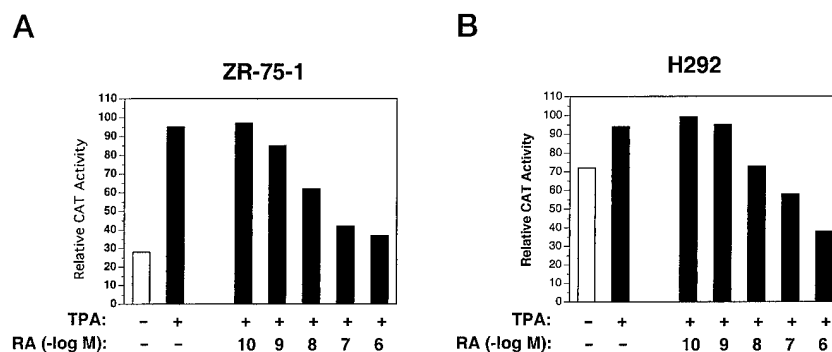 A
ZR-75-1
Relative CAT Activity
110
100
90
80
70
60
50
40
30
20
10
0
TPA: – + + + + + +
RA (-log M): – – 10 9 8 7 6
B
H292
Relative CAT Activity
110
100
90
80
70
60
50
40
30
20
10
0
TPA: – + + + + + +
RA (-log M): – – 10 9 8 7 6